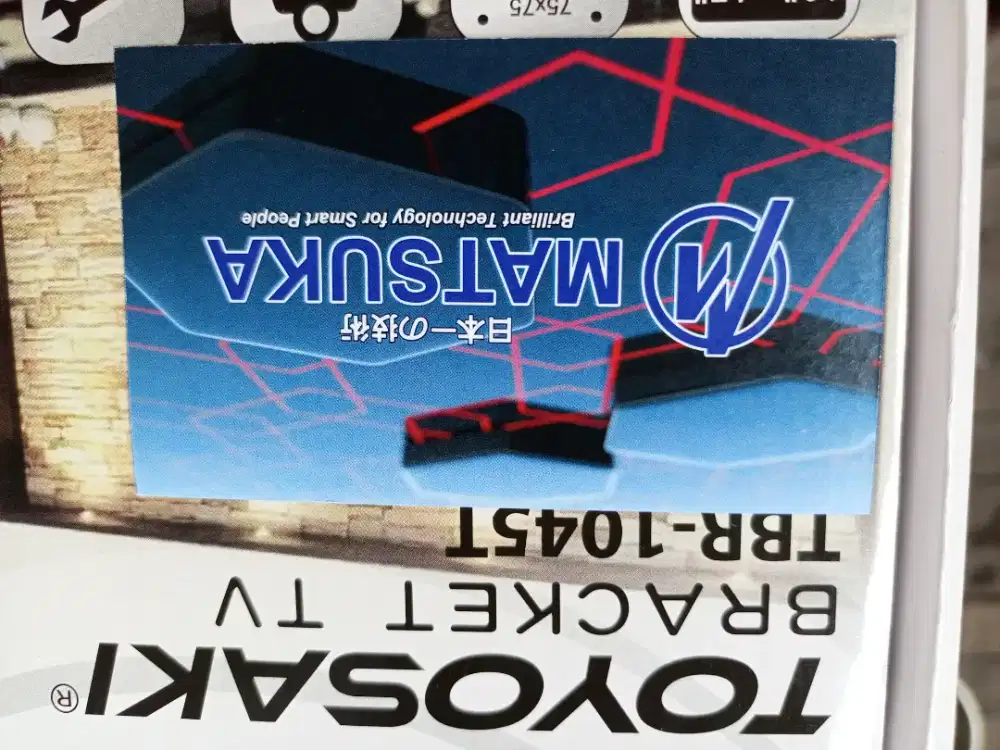 TOYOSAKI®
BRACKET TV
TBR-1045T
日本一の技術
MATSUKA
Brilliant Technology for Smart People
75x75